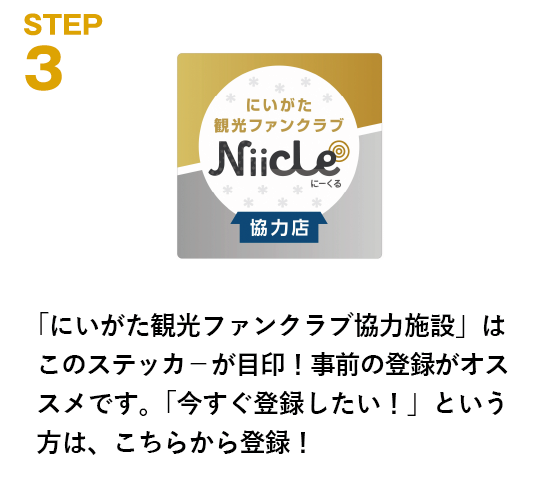 STEP
3
にいがた
観光ファンクラブ
Niicle
にーくる
協力店
「にいがた観光ファンクラブ協力施設」は
このステッカーが目印！事前の登録がオス
スメです。「今すぐ登録したい！」という
方は、こちらから登録！